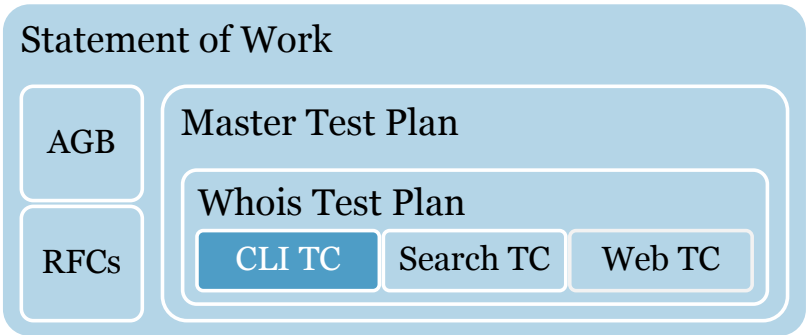 Statement of Work
AGB
Master Test Plan
Whois Test Plan
RFCs
CLI TC
Search TC
Web TC